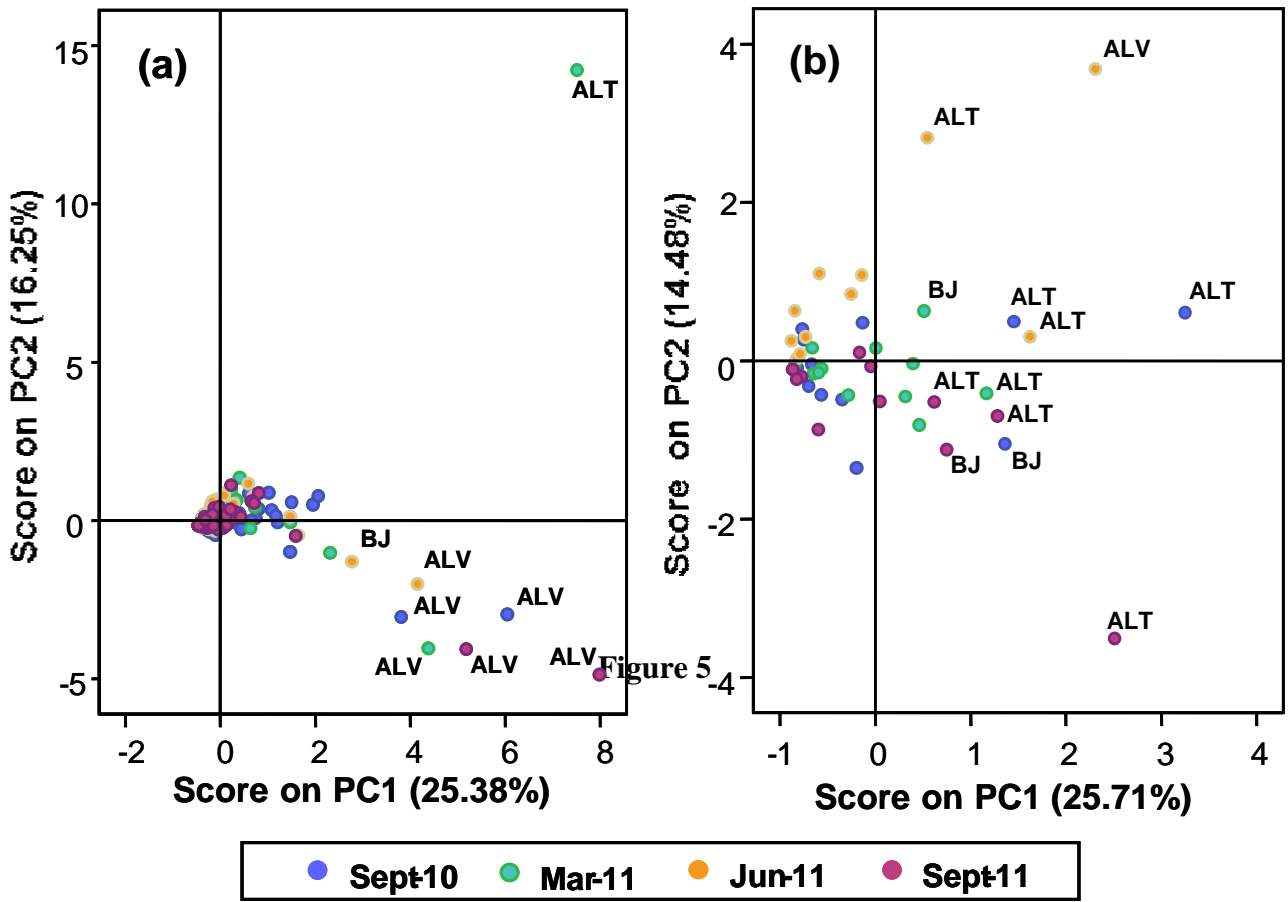 (a)
15
10
5
0
-5
-2
0
2
4
6
8
Score on PC2 (16.25%)
Score on PC1 (25.38%)
ALT
BJ
ALV
ALV
ALV
ALV
ALV
ALV
Figure 5
(b)
4
2
0
-2
-4
-1
0
1
2
3
4
Score on PC2 (14.48%)
Score on PC1 (25.71%)
ALV
ALT
BJ
ALT
ALT
ALT
ALT
ALT
ALT
BJ
BJ
ALT
Sept-10
Mar-11
Jun-11
Sept-11